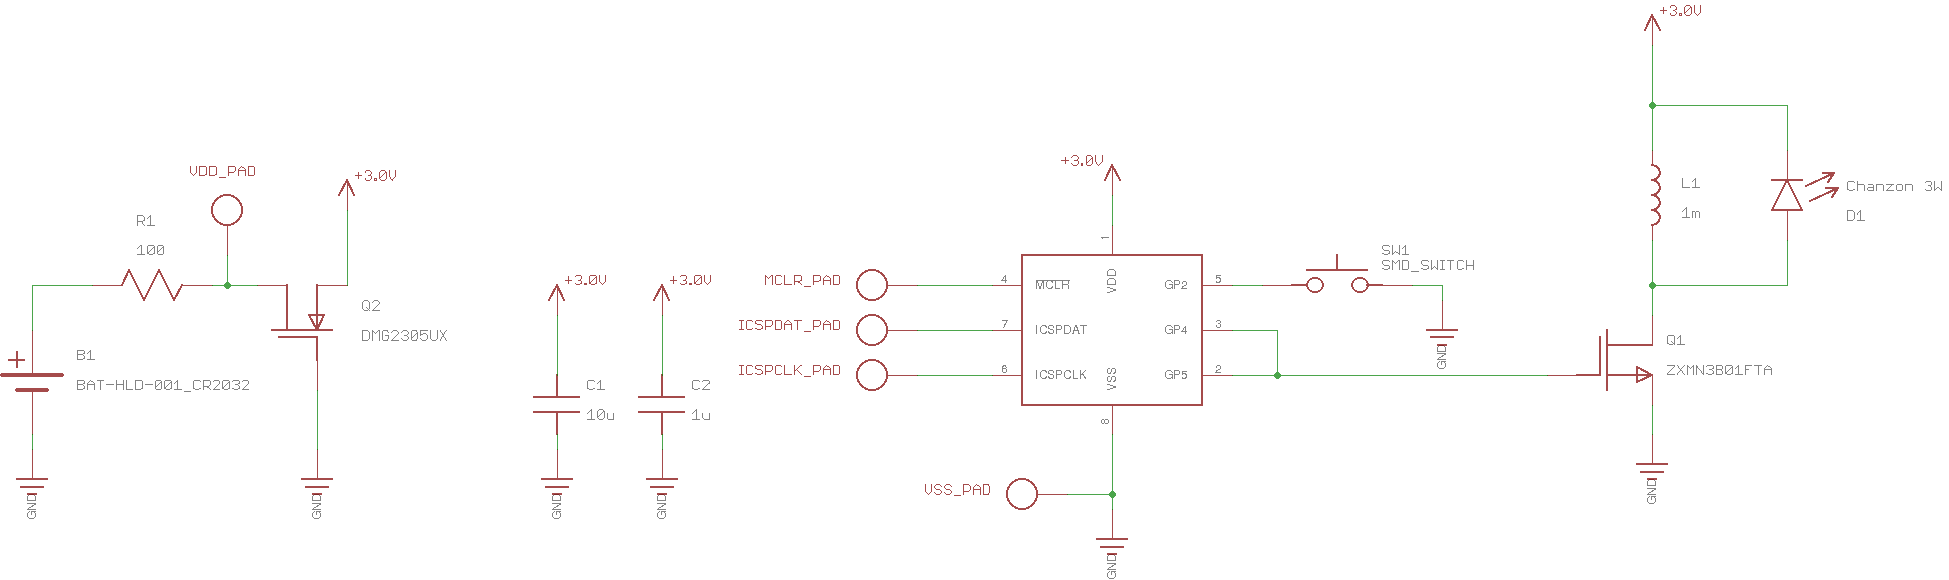 +3.0V
VDD_PAD
R1
100
+3.0V
Q2
DMG2305UX
B1
BAT-HLD-001_CR2032
GND
GND
+3.0V
C1
10u
GND
+3.0V
C2
1u
GND
+3.0V
MCLR_PAD
ICSPDAT_PAD
ICSPCLK_PAD
4
7
6
1
VDD
MCLR
ICSPDAT
ICSPCLK
VSS
8
GP2
GP4
GP5
5
3
2
VSS_PAD
GND
SW1
SMD_SWITCH
GND
L1
1m
Chanzon 3W
D1
Q1
ZXMN3B01FTA
GND